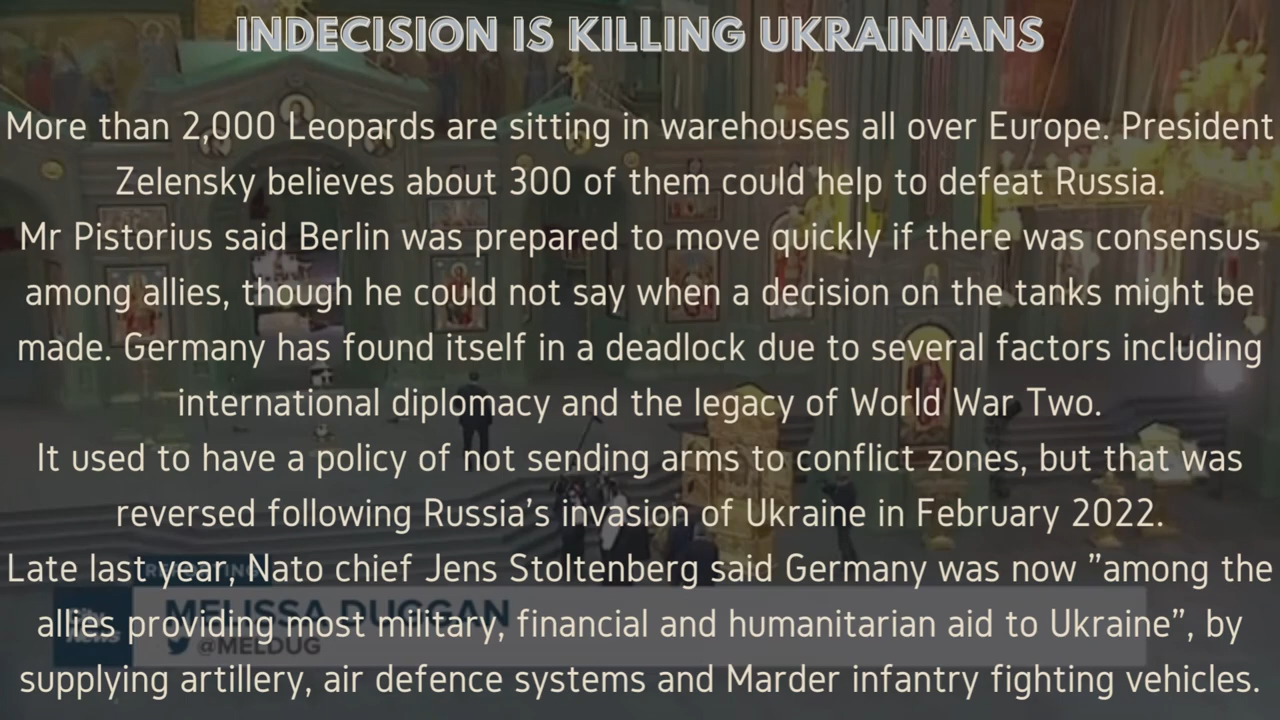 INDECISION IS KILLING UKRAINIANS
More than 2,000 Leopards are sitting in warehouses all over Europe. President
Zelensky believes about 300 of them could help to defeat Russia.
Mr Pistorius said Berlin was prepared to move quickly if there was consensus
among allies, though he could not say when a decision on the tanks might be
made. Germany has found itself in a deadlock due to several factors including
international diplomacy and the legacy of World War Two.
It used to have a policy of not sending arms to conflict zones, but that was
reversed following Russia’s invasion of Ukraine in February 2022.
Late last year, Nato chief Jens Stoltenberg said Germany was now ”among the
allies providing most military, financial and humanitarian aid to Ukraine”, by
supplying artillery, air defence systems and Marder infantry fighting vehicles.
MELISSA DUGGAN
@MELDUG